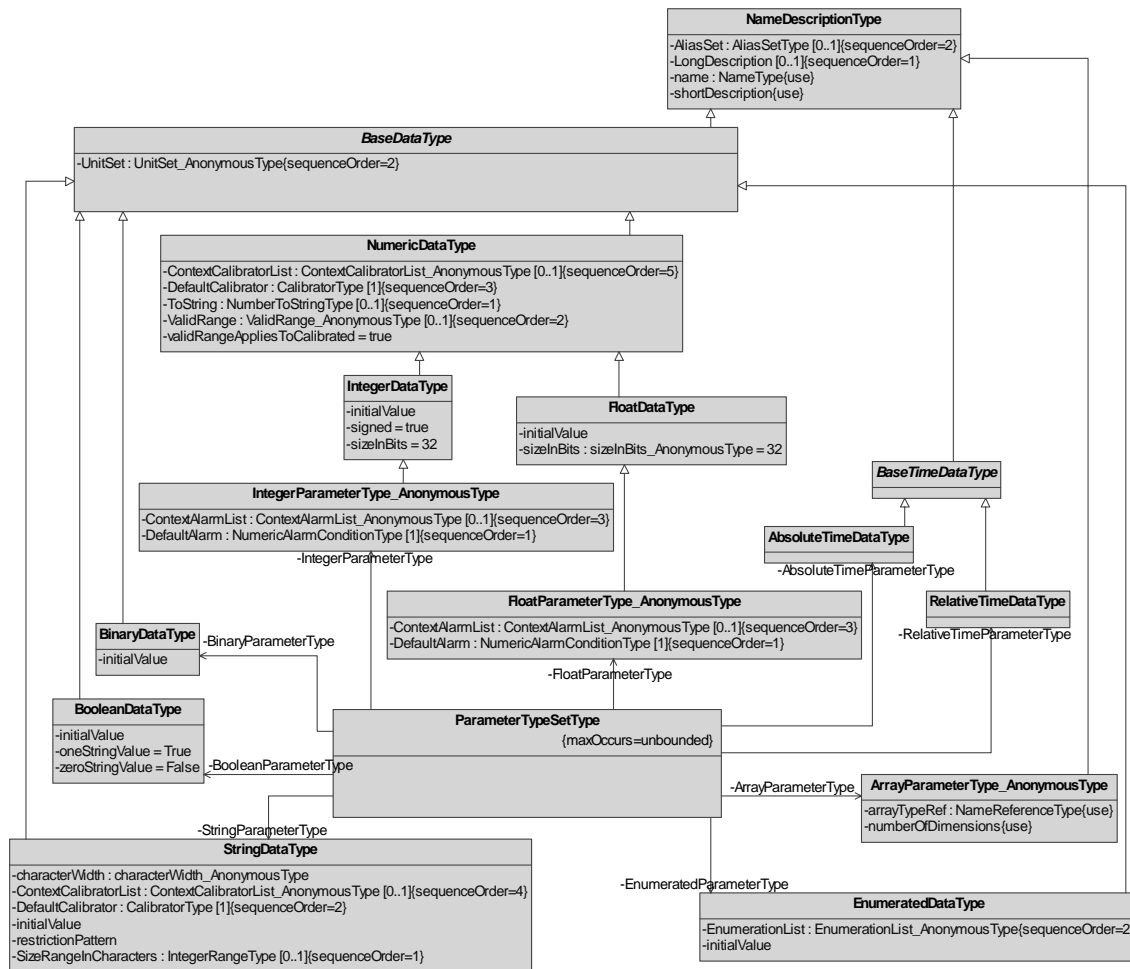 NameDescriptionType
-AliasSet : AliasSetType [0..1]{sequenceOrder=2}
-LongDescription [0..1]{sequenceOrder=1}
-name : NameType{use}
-shortDescription{use}
BaseDataType
-UnitSet : UnitSet_AnonymousType{sequenceOrder=2}
NumericDataType
-ContextCalibratorList : ContextCalibratorList_AnonymousType [0..1]{sequenceOrder=5}
-DefaultCalibrator : CalibratorType [1]{sequenceOrder=3}
-ToString : NumberToStringType [0..1]{sequenceOrder=1}
-ValidRange : ValidRange_AnonymousType [0..1]{sequenceOrder=2}
-validRangeAppliesToCalibrated = true
IntegerDataType
-initialValue
-signed = true
-sizeInBits = 32
FloatDataType
-initialValue
-sizeInBits : sizeInBits_AnonymousType = 32
BaseTimeDataType
IntegerParameterType_AnonymousType
-ContextAlarmList : ContextAlarmList_AnonymousType [0..1]{sequenceOrder=3}
-DefaultAlarm : NumericAlarmConditionType [1]{sequenceOrder=1}
-IntegerParameterType
AbsoluteTimeDataType
-AbsoluteTimeParameterType
FloatParameterType_AnonymousType
-ContextAlarmList : ContextAlarmList_AnonymousType [0..1]{sequenceOrder=3}
-DefaultAlarm : NumericAlarmConditionType [1]{sequenceOrder=1}
-FloatParameterType
RelativeTimeDataType
-RelativeTimeParameterType
BinaryDataType
-initialValue
-BinaryParameterType
BooleanDataType
-initialValue
-oneStringValue = True
-zeroStringValue = False
-BooleanParameterType
ParameterTypeSetType
{maxOccurs=unbounded}
-ArrayParameterType
ArrayParameterType_AnonymousType
-arrayTypeRef : NameReferenceType{use}
-numberOfDimensions{use}
-StringParameterType
StringDataType
-characterWidth : characterWidth_AnonymousType
-ContextCalibratorList : ContextCalibratorList_AnonymousType [0..1]{sequenceOrder=4}
-DefaultCalibrator : CalibratorType [1]{sequenceOrder=2}
-initialValue
-restrictionPattern
-SizeRangeInCharacters : IntegerRangeType [0..1]{sequenceOrder=1}
-EnumeratedParameterType
EnumeratedDataType
-EnumerationList : EnumerationList_AnonymousType{sequenceOrder=2
-initialValue